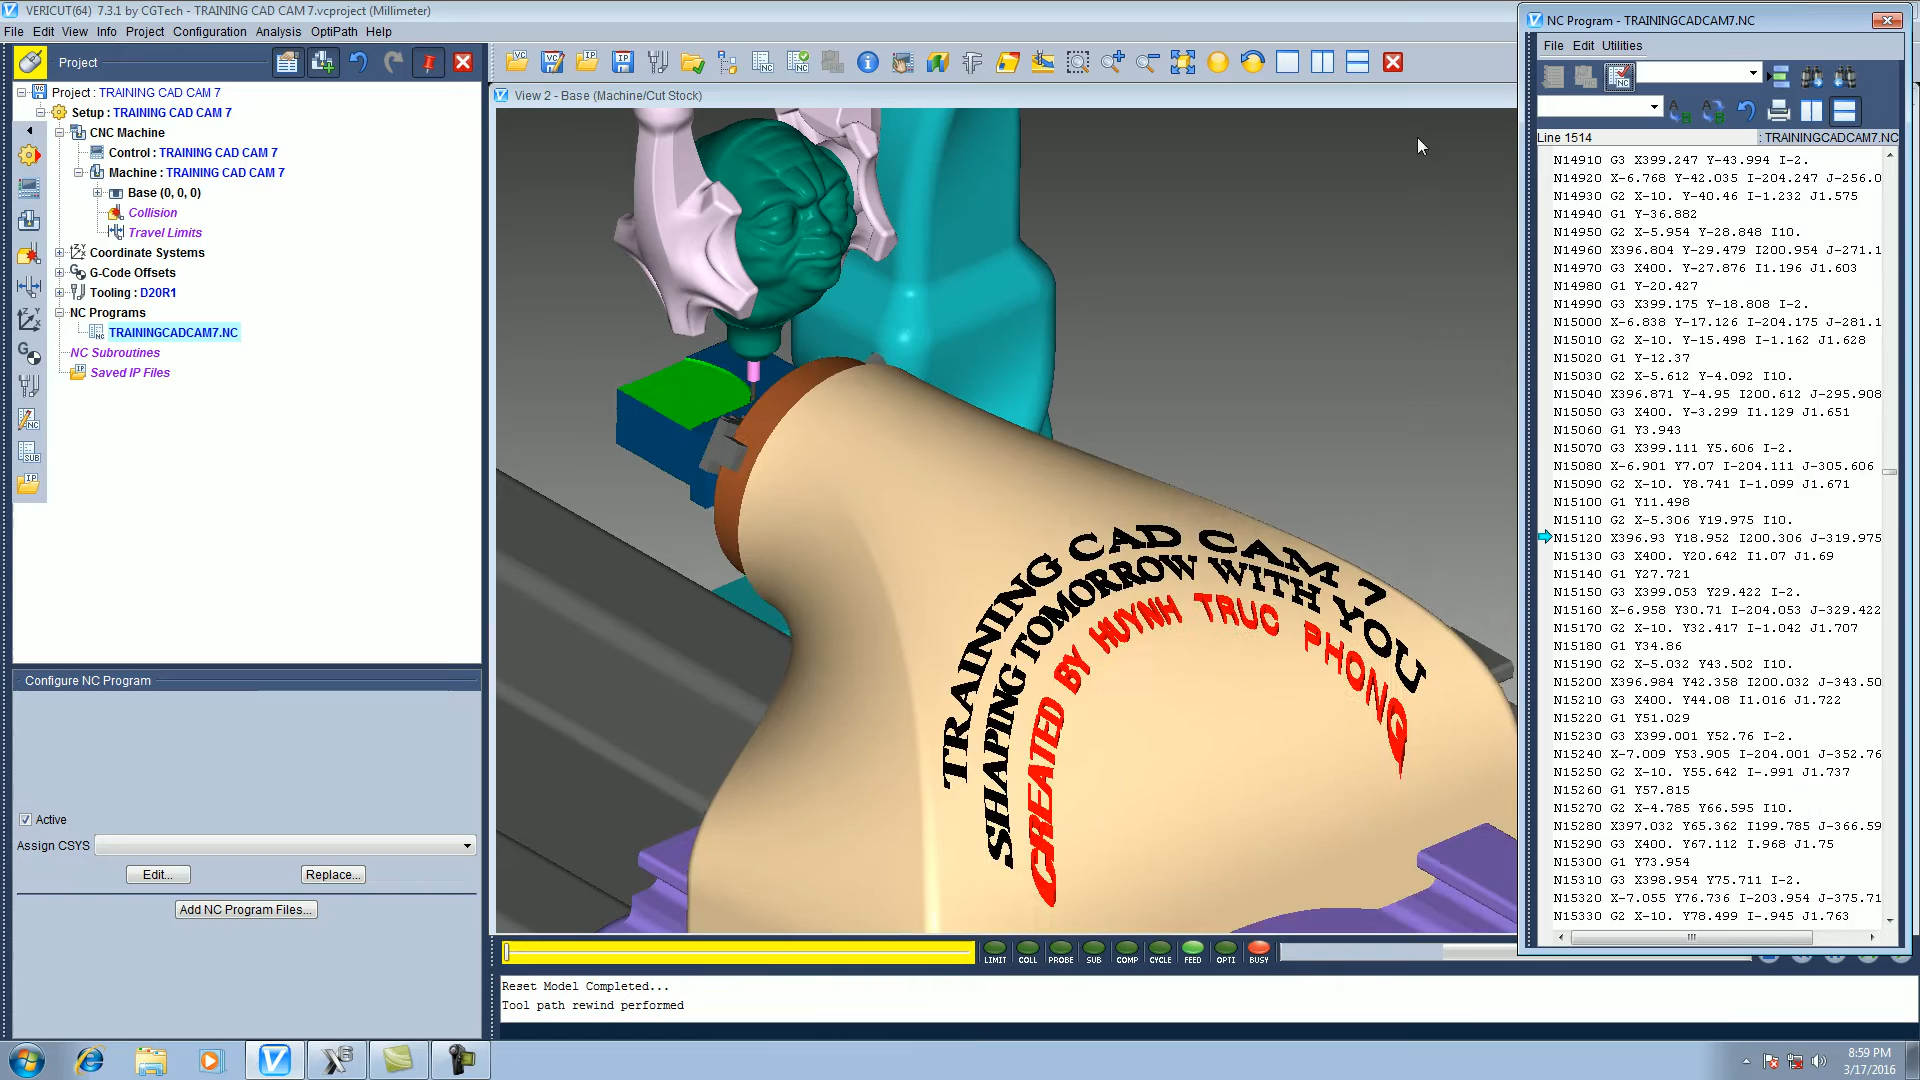 VERICUT(64) 7.3.1 by CGTech - TRAINING CAD CAM 7.vcproject (Millimeter)
File Edit View Info Project Configuration Analysis OptiPath Help
Project
Project : TRAINING CAD CAM 7
Setup : TRAINING CAD CAM 7
CNC Machine
Control : TRAINING CAD CAM 7
Machine : TRAINING CAD CAM 7
Base (0, 0, 0)
Collision
Travel Limits
Coordinate Systems
G-Code Offsets
Tooling : D20R1
NC Programs
TRAININGCADCAM7.NC
NC Subroutines
Saved IP Files
Configure NC Program
Active
Assign CSYS
Edit...
Replace...
Add NC Program Files...
View 2 - Base (Machine/Cut Stock)
TRAINING CAD CAM 7
SHAPING TOMORROW WITH YOU
CREATED BY HUYNH TRUC PHONG
LIMIT COLL PROBE SUB COMP CYCLE FEED OPTI BUSY
Reset Model Completed...
Tool path rewind performed
NC Program - TRAININGCADCAM7.NC
File Edit Utilities
Line 1514 : TRAININGCADCAM7.NC
N14910 G3 X399.247 Y-43.994 I-2.
N14920 X-6.768 Y-42.035 I-204.247 J-256.0
N14930 G2 X-10. Y-40.46 I-1.232 J1.575
N14940 G1 Y-36.882
N14950 G2 X-5.954 Y-28.848 I10.
N14960 X396.804 Y-29.479 I200.954 J-271.1
N14970 G3 X400. Y-27.876 I1.196 J1.603
N14980 G1 Y-20.427
N14990 G3 X399.175 Y-18.808 I-2.
N15000 X-6.838 Y-17.126 I-204.175 J-281.1
N15010 G2 X-10. Y-15.498 I-1.162 J1.628
N15020 G1 Y-12.37
N15030 G2 X-5.612 Y-4.092 I10.
N15040 X396.871 Y-4.95 I200.612 J-295.908
N15050 G3 X400. Y-3.299 I1.129 J1.651
N15060 G1 Y3.943
N15070 G3 X399.111 Y5.606 I-2.
N15080 X-6.901 Y7.07 I-204.111 J-305.606
N15090 G2 X-10. Y8.741 I-1.099 J1.671
N15100 G1 Y11.498
N15110 G2 X-5.306 Y19.975 I10.
N15120 X396.93 Y18.952 I200.306 J-319.975
N15130 G3 X400. Y20.642 I1.07 J1.69
N15140 G1 Y27.721
N15150 G3 X399.053 Y29.422 I-2.
N15160 X-6.958 Y30.71 I-204.053 J-329.422
N15170 G2 X-10. Y32.417 I-1.042 J1.707
N15180 G1 Y34.86
N15190 G2 X-5.032 Y43.502 I10.
N15200 X396.984 Y42.358 I200.032 J-343.50
N15210 G3 X400. Y44.08 I1.016 J1.722
N15220 G1 Y51.029
N15230 G3 X399.001 Y52.76 I-2.
N15240 X-7.009 Y53.905 I-204.001 J-352.76
N15250 G2 X-10. Y55.642 I-.991 J1.737
N15260 G1 Y57.815
N15270 G2 X-4.785 Y66.595 I10.
N15280 X397.032 Y65.362 I199.785 J-366.59
N15290 G3 X400. Y67.112 I.968 J1.75
N15300 G1 Y73.954
N15310 G3 X398.954 Y75.711 I-2.
N15320 X-7.055 Y76.736 I-203.954 J-375.71
N15330 G2 X-10. Y78.499 I-.945 J1.763
8:59 PM
3/17/2016